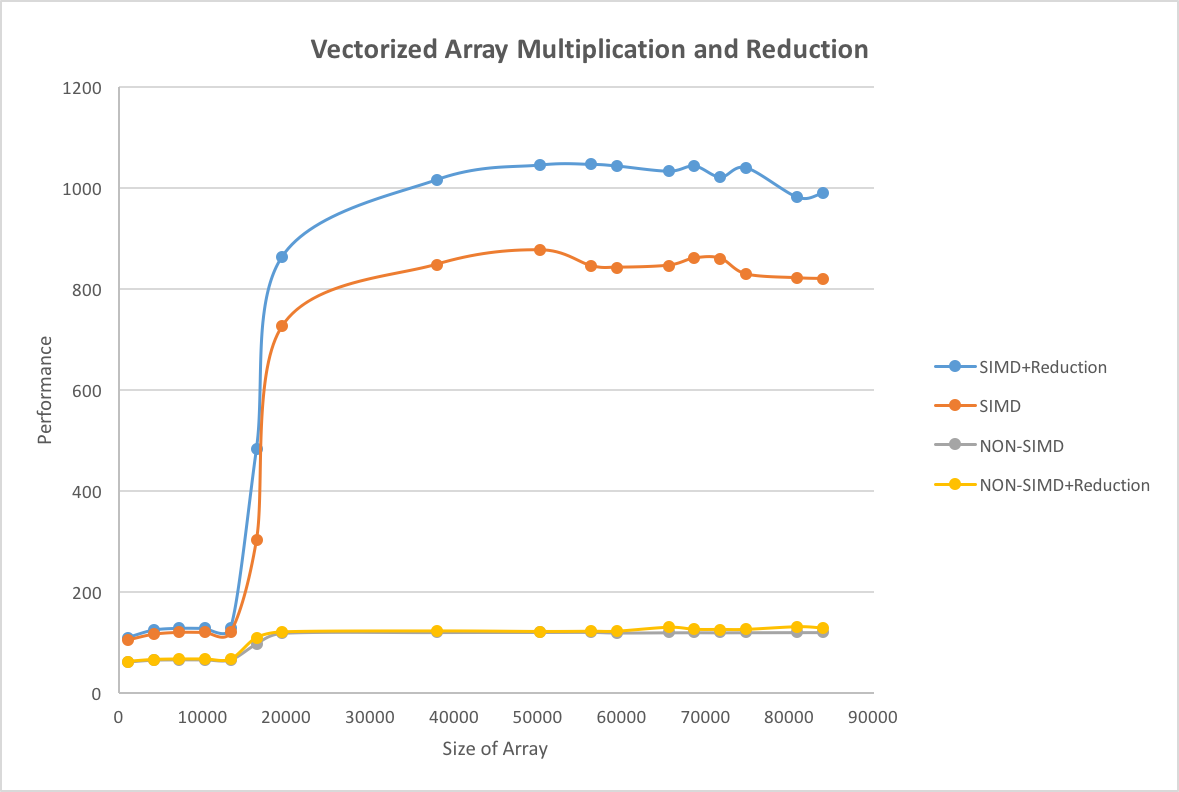 Vectorized Array Multiplication and Reduction
1200
1000
800
600
400
200
0
Performance
0 10000 20000 30000 40000 50000 60000 70000 80000 90000
Size of Array
SIMD+Reduction
SIMD
NON-SIMD
NON-SIMD+Reduction